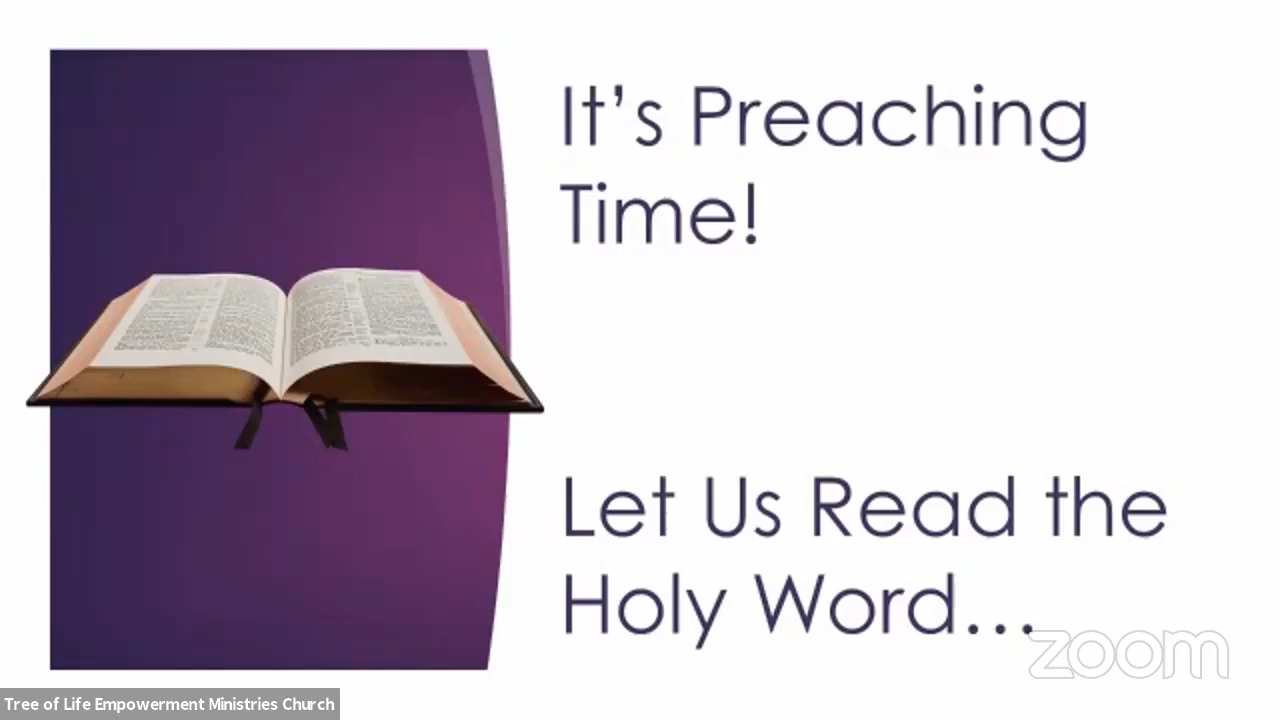 It’s Preaching
Time!
Let Us Read the
Holy Word…
zoom
Tree of Life Empowerment Ministries Church